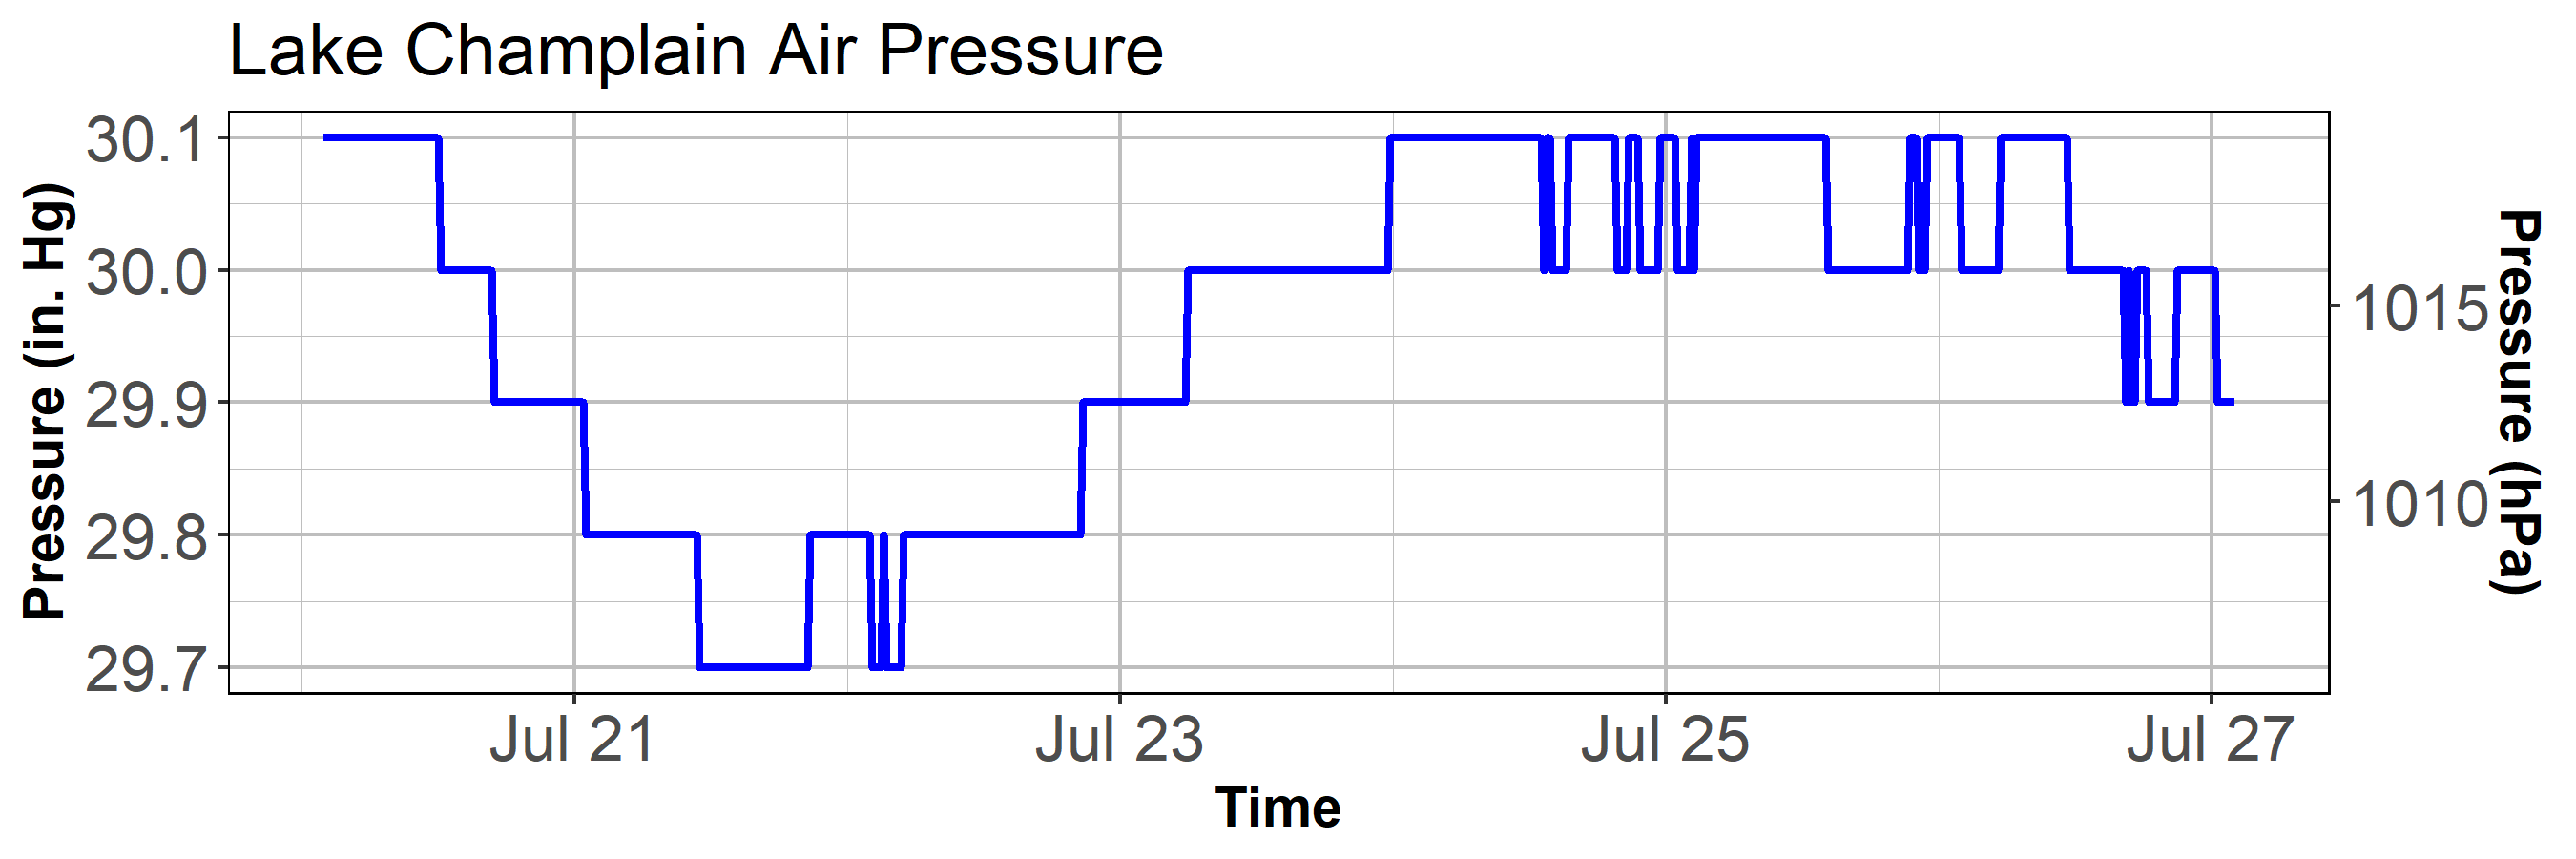 Lake Champlain Air Pressure
Pressure (in. Hg)
30.1
30.0
29.9
29.8
29.7
1015
1010
Pressure (hPa)
Jul 21
Jul 23
Jul 25
Jul 27
Time